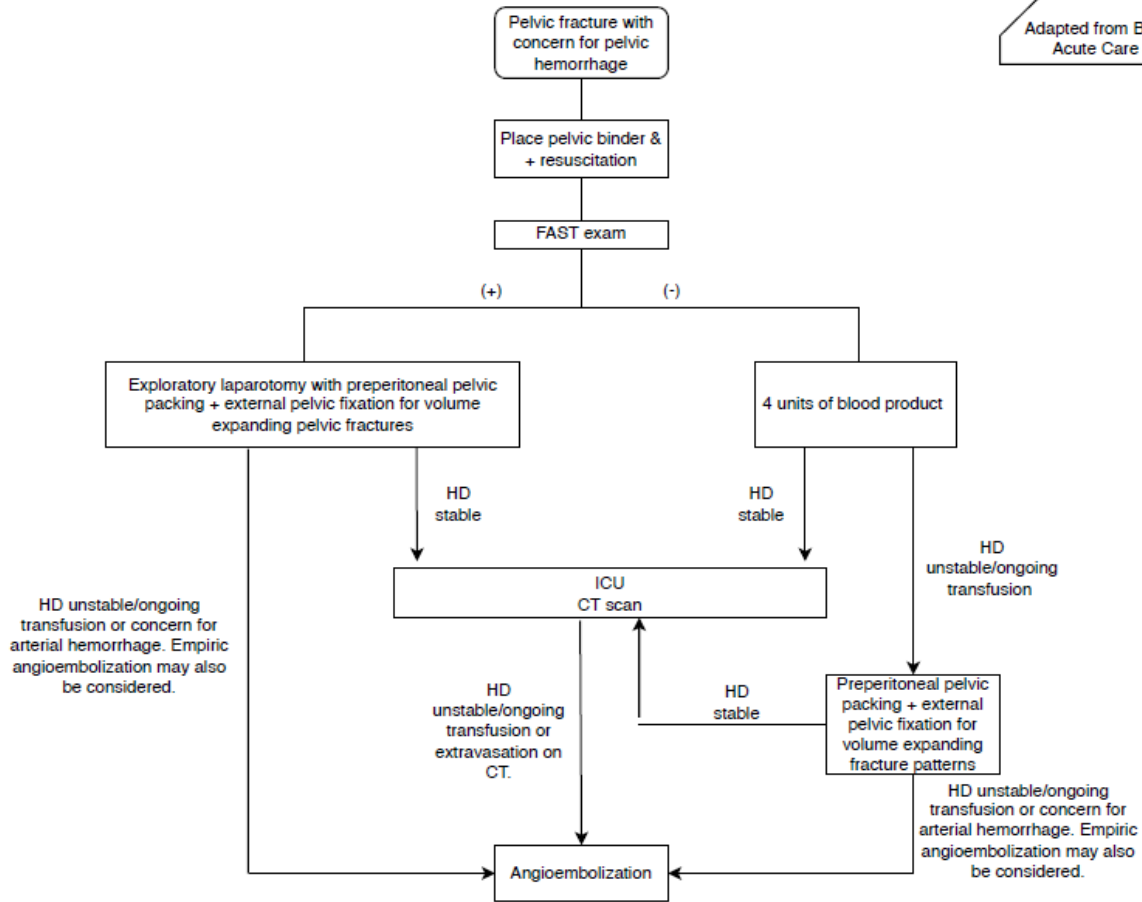 Pelvic fracture with
concern for pelvic
hemorrhage
Adapted from B
Acute Care
Place pelvic binder &
+ resuscitation
FAST exam
(+)
(-)
Exploratory laparotomy with preperitoneal pelvic
packing + external pelvic fixation for volume
expanding pelvic fractures
4 units of blood product
HD
stable
HD
stable
HD
unstable/ongoing
transfusion
ICU
CT scan
HD unstable/ongoing
transfusion or concern for
arterial hemorrhage. Empiric
angioembolization may also
be considered.
HD
unstable/ongoing
transfusion or
extravasation on
CT.
HD
stable
Preperitoneal pelvic
packing + external
pelvic fixation for
volume expanding
fracture patterns
HD unstable/ongoing
transfusion or concern for
arterial hemorrhage. Empiric
angioembolization may also
be considered.
Angioembolization